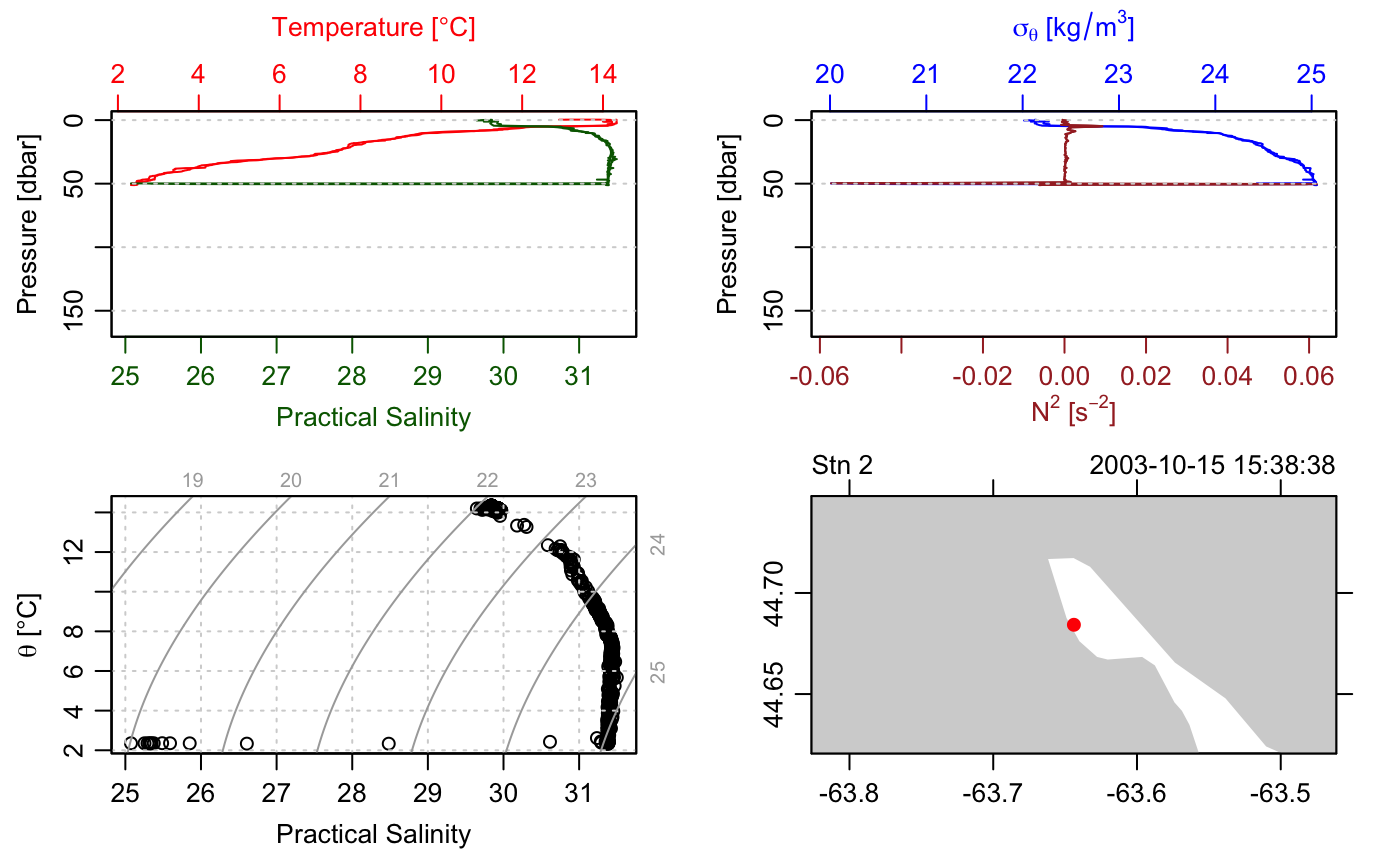 Temperature [°C]
2 4 6 8 10 12 14
Pressure [dbar]
0
50
150
25 26 27 28 29 30 31
Practical Salinity
σθ [kg/m³]
20 21 22 23 24 25
Pressure [dbar]
0
50
150
-0.06 -0.02 0.00 0.02 0.04 0.06
N² [s⁻²]
19 20 21 22 23
24
25
θ [°C]
12
8
6
4
2
25 26 27 28 29 30 31
Practical Salinity
Stn 2 2003-10-15 15:38:38
44.70
44.65
-63.8 -63.7 -63.6 -63.5